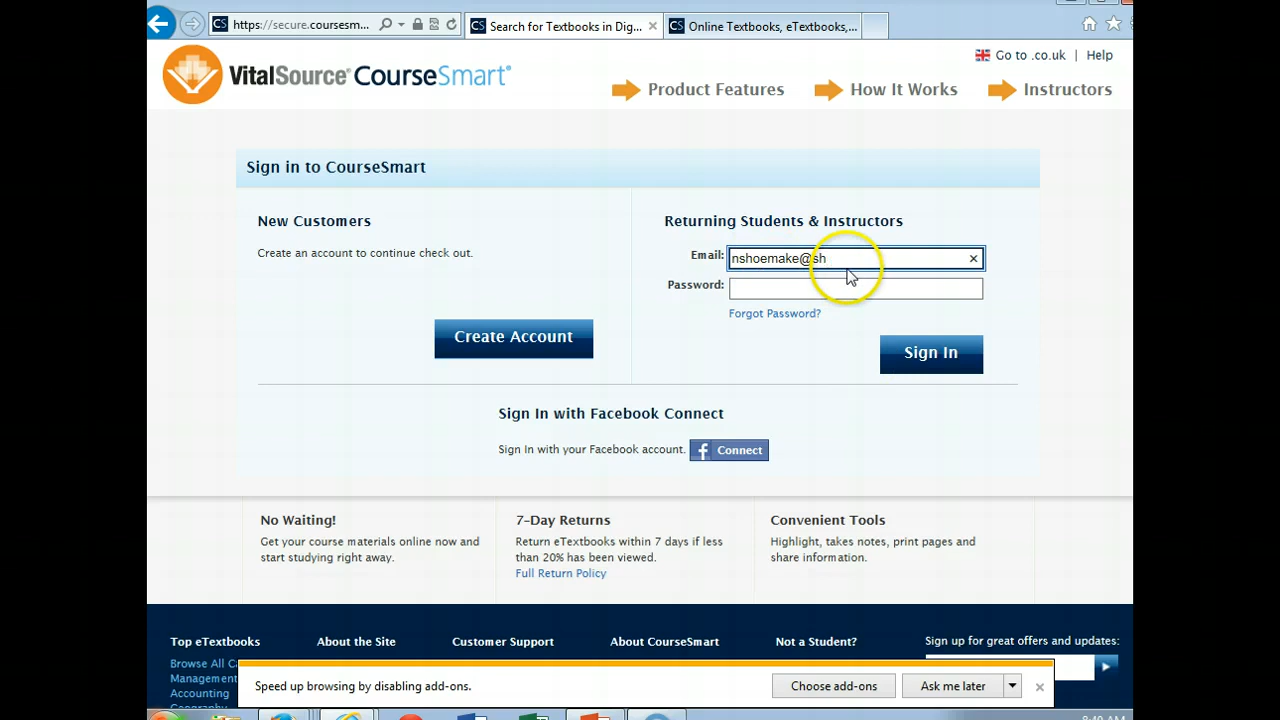 https://secure.coursesm...
CS Search for Textbooks in Dig...
CS Online Textbooks, eTextbooks,...
Go to .co.uk | Help
VitalSource® CourseSmart
Product Features
How It Works
Instructors
Sign in to CourseSmart
New Customers
Create an account to continue check out.
Create Account
Returning Students & Instructors
Email: nshoemake@sh
Password:
Forgot Password?
Sign In
Sign In with Facebook Connect
Sign In with your Facebook account. f Connect
No Waiting!
Get your course materials online now and
start studying right away.
7-Day Returns
Return eTextbooks within 7 days if less
than 20% has been viewed.
Full Return Policy
Convenient Tools
Highlight, takes notes, print pages and
share information.
Top eTextbooks
Browse All Ca
Management
Accounting
About the Site
Customer Support
About CourseSmart
Not a Student?
Sign up for great offers and updates:
Speed up browsing by disabling add-ons.
Choose add-ons
Ask me later